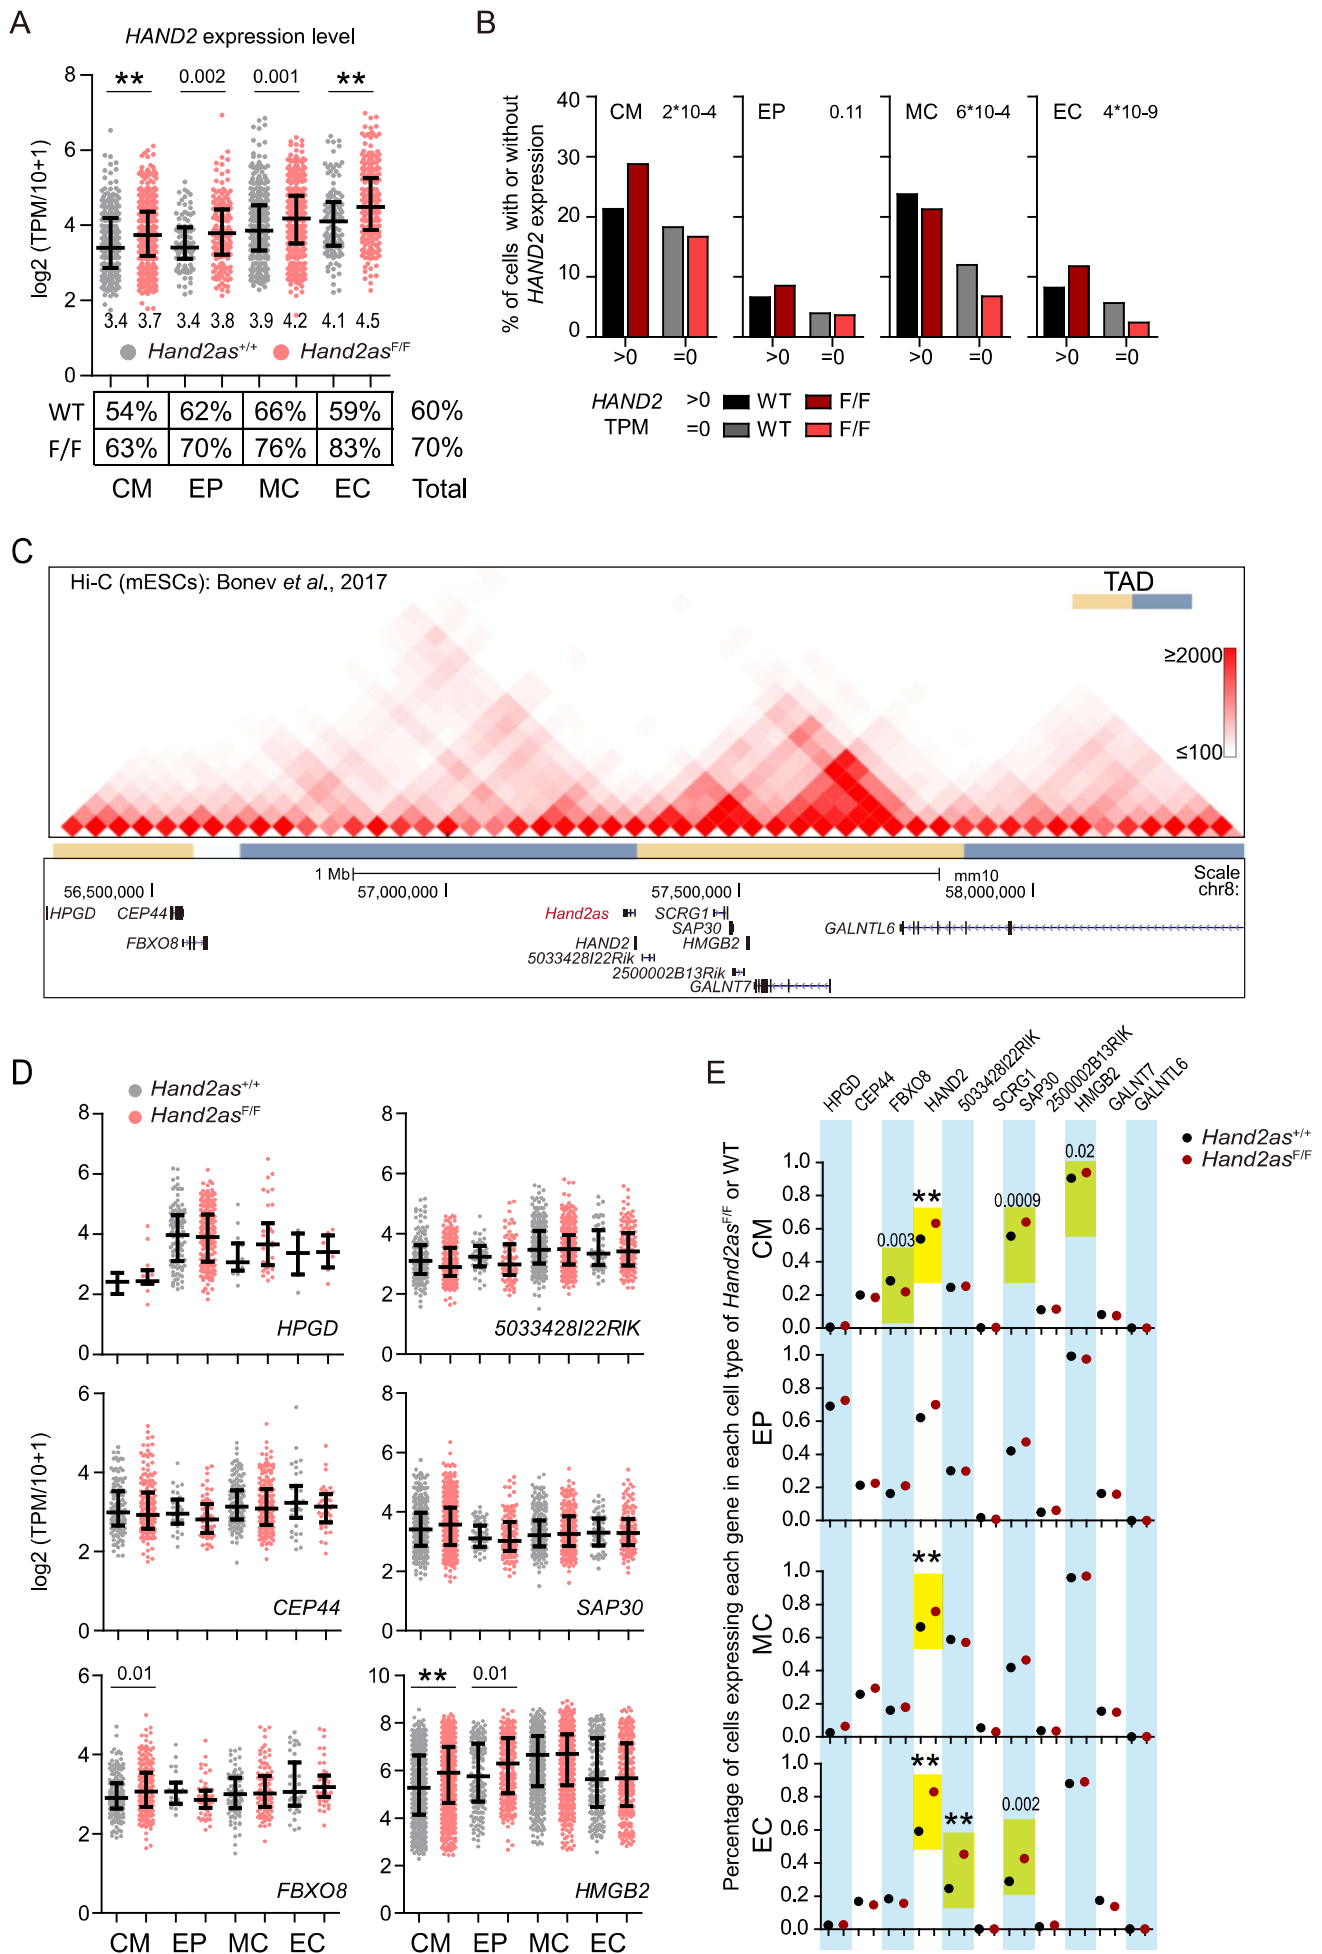 A
HAND2 expression level
log2 (TPM/10+1)
8
6
4
2
0
**
0.002
0.001
**
3.4 3.7 3.4 3.8 3.9 4.2 4.1 4.5
Hand2as+/+ Hand2asF/F
WT 54% 62% 66% 59% 60%
F/F 63% 70% 76% 83% 70%
CM EP MC EC Total
B
% of cells with or without
HAND2 expression
40
30
20
10
0
CM 2*10-4
EP 0.11
MC 6*10-4
EC 4*10-9
>0 =0 >0 =0 >0 =0 >0 =0
HAND2 >0 WT F/F
TPM =0 WT F/F
C
Hi-C (mESCs): Bonev et al., 2017
TAD
≥2000
≤100
1 Mb mm10 Scale
56,500,000 57,000,000 57,500,000 58,000,000 chr8:
HPGD CEP44 Hand2as SCRG1
SAP30 GALNTL6
FBXO8 HAND2 HMGB2
5033428I22Rik
2500002B13Rik
GALNT7
D
Hand2as+/+
Hand2asF/F
log2 (TPM/10+1)
8
6
4
2
0
HPGD
8
6
4
2
0
5033428I22RIK
6
4
2
0
CEP44
8
6
4
2
0
SAP30
6
4
2
0
0.01
FBXO8
CM EP MC EC
10
8
6
4
2
0
** 0.01
HMGB2
CM EP MC EC
E
HPGD
CEP44
FBXO8
HAND2
5033428I22RIK
SCRG1
SAP30
2500002B13RIK
HMGB2
GALNT7
GALNTL6
Hand2as+/+
Hand2asF/F
Percentage of cells expressing each gene in each cell type of Hand2asF/F or WT
CM
1.0
0.8
0.6
0.4
0.2
0.0
0.003
**
0.0009
0.02
EP
1.0
0.8
0.6
0.4
0.2
0.0
MC
1.0
0.8
0.6
0.4
0.2
0.0
**
EC
1.0
0.8
0.6
0.4
0.2
0.0
**
**
0.002